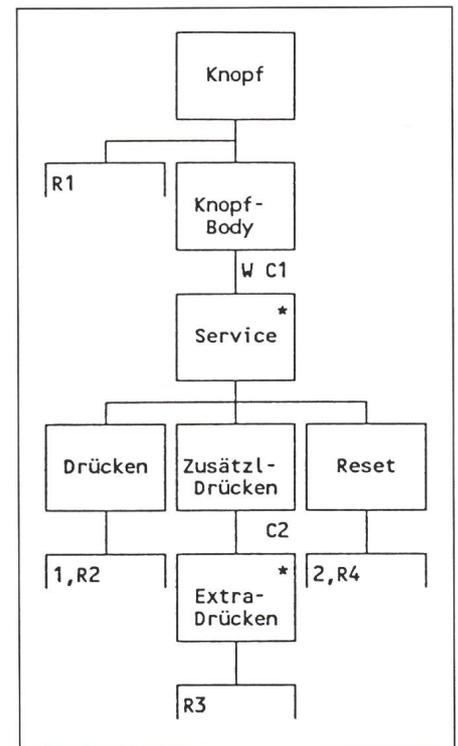 Knopf
R1
Knopf-
Body
W C1
*
Service
Drücken
Zusätzl-
Drücken
Reset
C2
1,R2
*
Extra-
Drücken
2,R4
R3